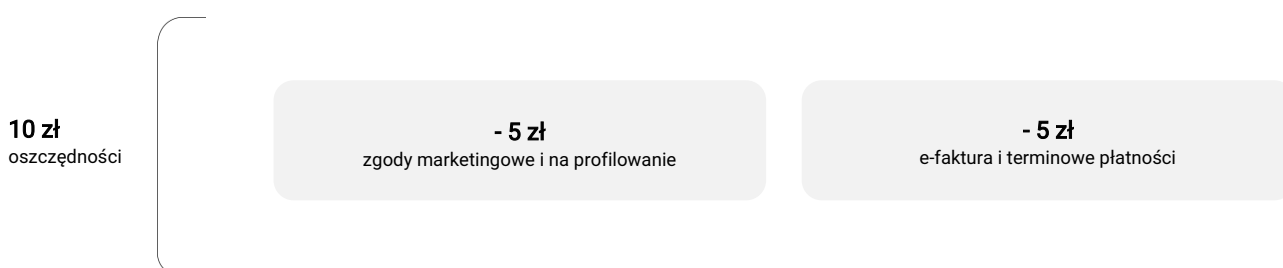 10 zł
oszczędności
- 5 zł
zgody marketingowe i na profilowanie
- 5 zł
e-faktura i terminowe płatności